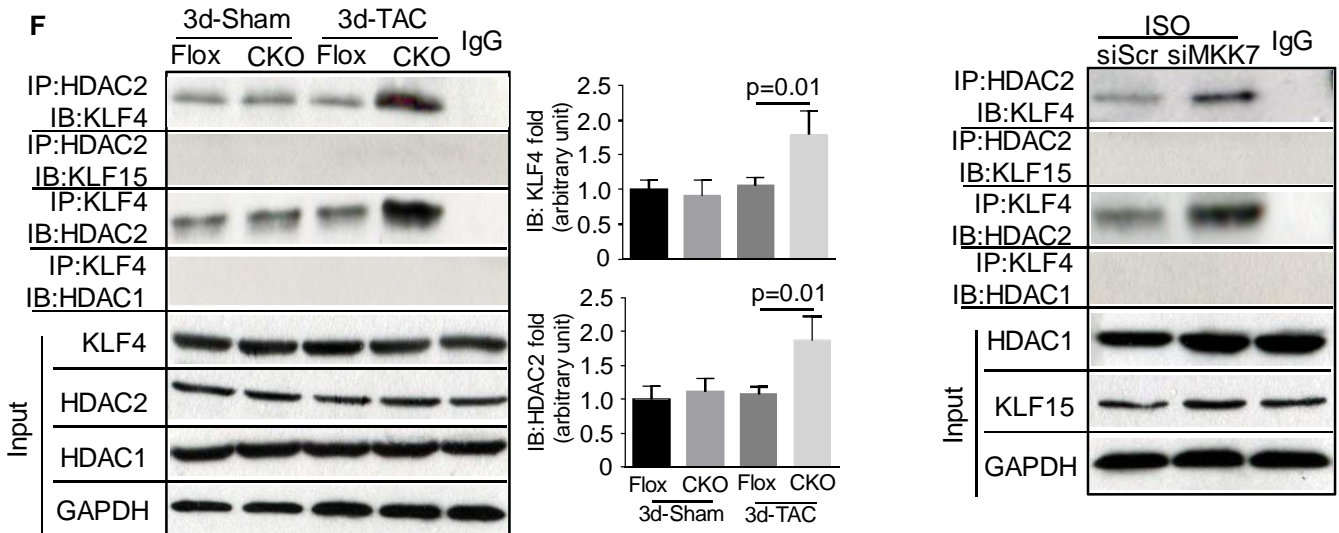 F
3d-Sham 3d-TAC
Flox CKO Flox CKO IgG
IP:HDAC2
IB:KLF4
IP:HDAC2
IB:KLF15
IP:KLF4
IB:HDAC2
IP:KLF4
IB:HDAC1
Input
KLF4
HDAC2
HDAC1
GAPDH
IB: KLF4 fold
(arbitrary unit)
2.5
2.0
1.5
1.0
0.5
0
p=0.01
IB:HDAC2 fold
(arbitrary unit)
2.5
2.0
1.5
1.0
0.5
0
p=0.01
Flox CKO Flox CKO
3d-Sham 3d-TAC
ISO
siScr siMKK7 IgG
IP:HDAC2
IB:KLF4
IP:HDAC2
IB:KLF15
IP:KLF4
IB:HDAC2
IP:KLF4
IB:HDAC1
Input
HDAC1
KLF15
GAPDH